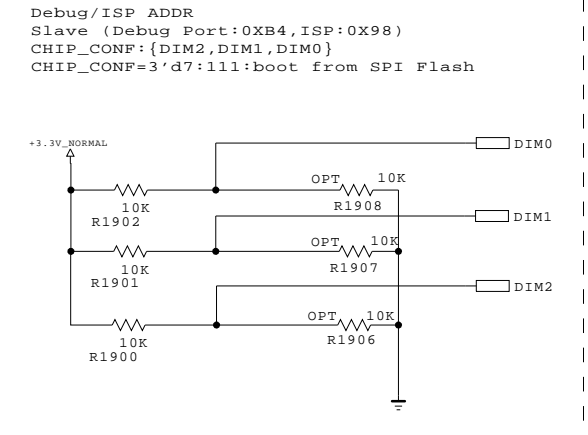 Debug/ISP ADDR
Slave (Debug Port:0XB4,ISP:0X98)
CHIP_CONF:{DIM2,DIM1,DIM0}
CHIP_CONF=3'd7:111:boot from SPI Flash
+3.3V_NORMAL
DIM0
OPT 10K
10K R1908
R1902
DIM1
OPT 10K
10K R1907
R1901
DIM2
OPT 10K
10K R1906
R1900